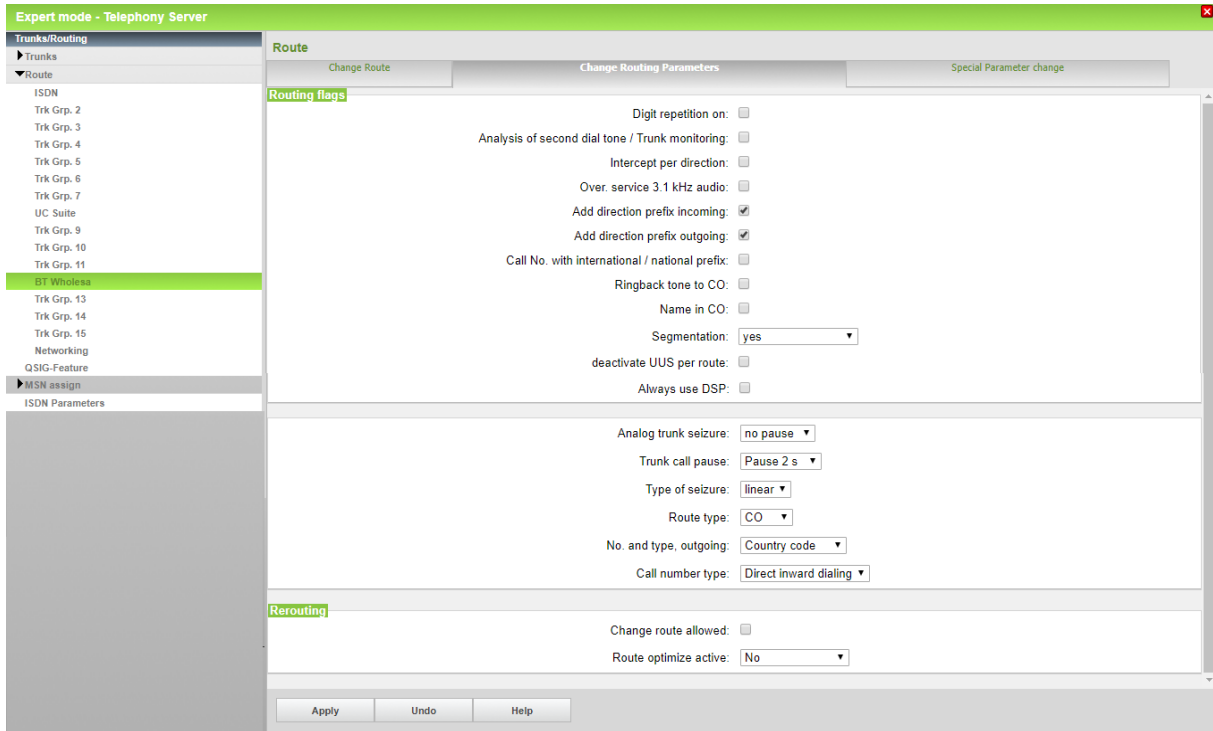 Expert mode - Telephony Server
Trunks/Routing
Trunks
Route
ISDN
Trk Grp. 2
Trk Grp. 3
Trk Grp. 4
Trk Grp. 5
Trk Grp. 6
Trk Grp. 7
UC Suite
Trk Grp. 9
Trk Grp. 10
Trk Grp. 11
BT Wholesa
Trk Grp. 13
Trk Grp. 14
Trk Grp. 15
Networking
QSIG-Feature
MSN assign
ISDN Parameters
Route
Change Route Change Routing Parameters Special Parameter change
Routing flags
Digit repetition on:
Analysis of second dial tone / Trunk monitoring:
Intercept per direction:
Over. service 3.1 kHz audio:
Add direction prefix incoming:
Add direction prefix outgoing:
Call No. with international / national prefix:
Ringback tone to CO:
Name in CO:
Segmentation: yes
deactivate UUS per route:
Always use DSP:
Analog trunk seizure: no pause
Trunk call pause: Pause 2 s
Type of seizure: linear
Route type: CO
No. and type, outgoing: Country code
Call number type: Direct inward dialing
Rerouting
Change route allowed:
Route optimize active: No
Apply Undo Help